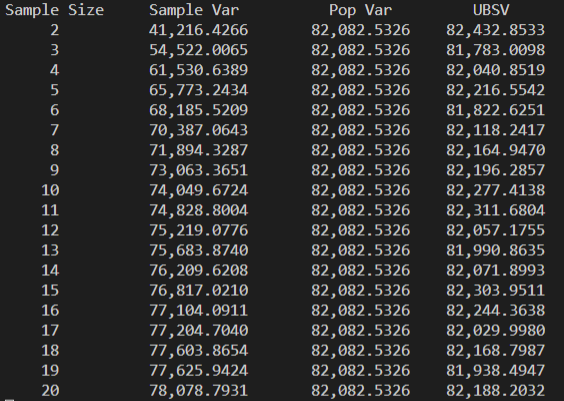 Sample Size Sample Var Pop Var UBSV
2 41,216.4266 82,082.5326 82,432.8533
3 54,522.0065 82,082.5326 81,783.0098
4 61,530.6389 82,082.5326 82,040.8519
5 65,773.2434 82,082.5326 82,216.5542
6 68,185.5209 82,082.5326 81,822.6251
7 70,387.0643 82,082.5326 82,118.2417
8 71,894.3287 82,082.5326 82,164.9470
9 73,063.3651 82,082.5326 82,196.2857
10 74,049.6724 82,082.5326 82,277.4138
11 74,828.8004 82,082.5326 82,311.6804
12 75,219.0776 82,082.5326 82,057.1755
13 75,683.8740 82,082.5326 81,990.8635
14 76,209.6208 82,082.5326 82,071.8993
15 76,817.0210 82,082.5326 82,303.9511
16 77,104.0911 82,082.5326 82,244.3638
17 77,204.7040 82,082.5326 82,029.9980
18 77,603.8654 82,082.5326 82,168.7987
19 77,625.9424 82,082.5326 81,938.4947
20 78,078.7931 82,082.5326 82,188.2032